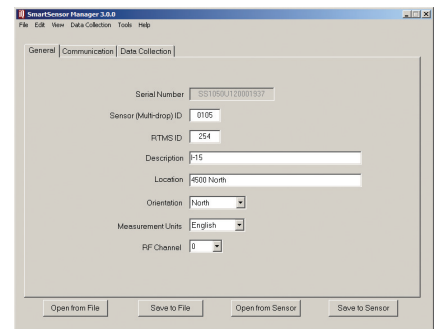 SmartSensor Manager 3.0.0
File Edit View Data Collection Tools Help
General Communication Data Collection
Serial Number SS1050U120001937
Sensor (Multi-drop) ID 0105
RTMS ID 254
Description I-15
Location 4500 North
Orientation North
Measurement Units English
RF Channel 0
Open from File Save to File Open from Sensor Save to Sensor